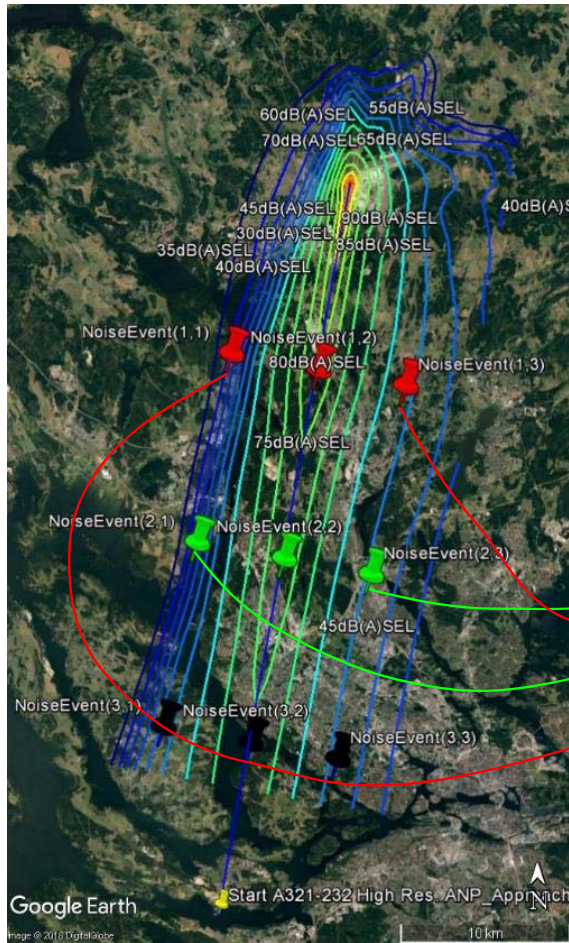 60dB(A)SEL
55dB(A)SEL
70dB(A)SEL
65dB(A)SEL
45dB(A)SEL
90dB(A)SEL
40dB(A)S
30dB(A)SEL
85dB(A)SEL
35dB(A)SEL
40dB(A)SEL
NoiseEvent(1,1)
NoiseEvent(1,2)
80dB(A)SEL
NoiseEvent(1,3)
75dB(A)SEL
NoiseEvent(2,1)
NoiseEvent(2,2)
NoiseEvent(2,3)
45dB(A)SEL
NoiseEvent(3,1)
NoiseEvent(3,2)
NoiseEvent(3,3)
Start A321-232 High Res. ANP_Approach
N
Google Earth
Image © 2018 DigitalGlobe
10 km